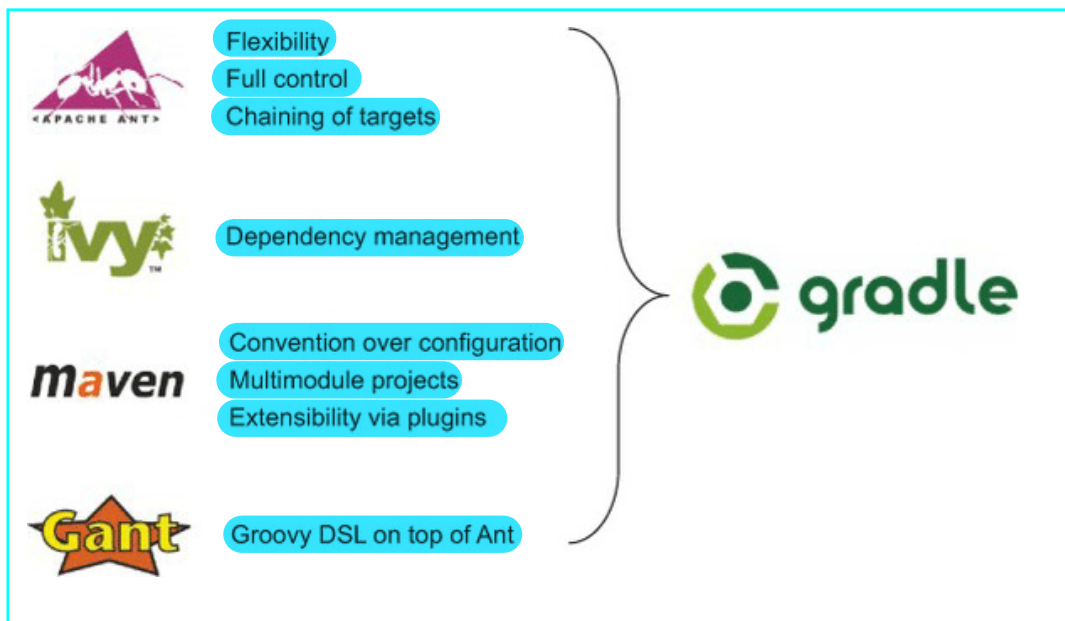 <APACHE ANT>
Flexibility
Full control
Chaining of targets
ivy
TM
Dependency management
maven
Convention over configuration
Multimodule projects
Extensibility via plugins
Gant
Groovy DSL on top of Ant
gradle